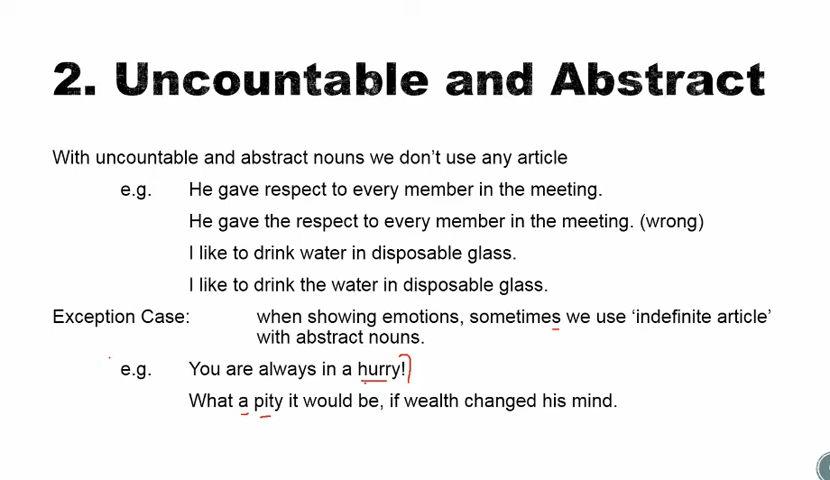 2. Uncountable and Abstract
With uncountable and abstract nouns we don't use any article
e.g. He gave respect to every member in the meeting.
He gave the respect to every member in the meeting. (wrong)
I like to drink water in disposable glass.
I like to drink the water in disposable glass.
Exception Case: when showing emotions, sometimes we use 'indefinite article'
with abstract nouns.
e.g. You are always in a hurry!
What a pity it would be, if wealth changed his mind.